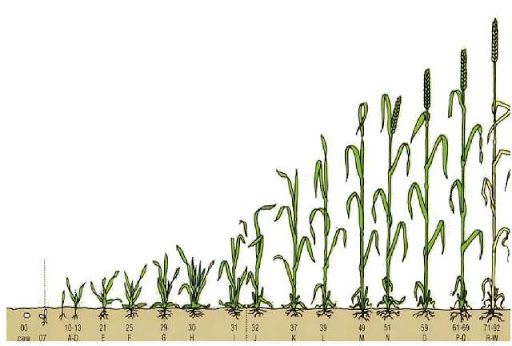 00 07 10-13 21 25 29 30 31 32 37 39 49 51 59 61-69 71-92
сев A-D E F G H I J K L M N O P-Q R-W